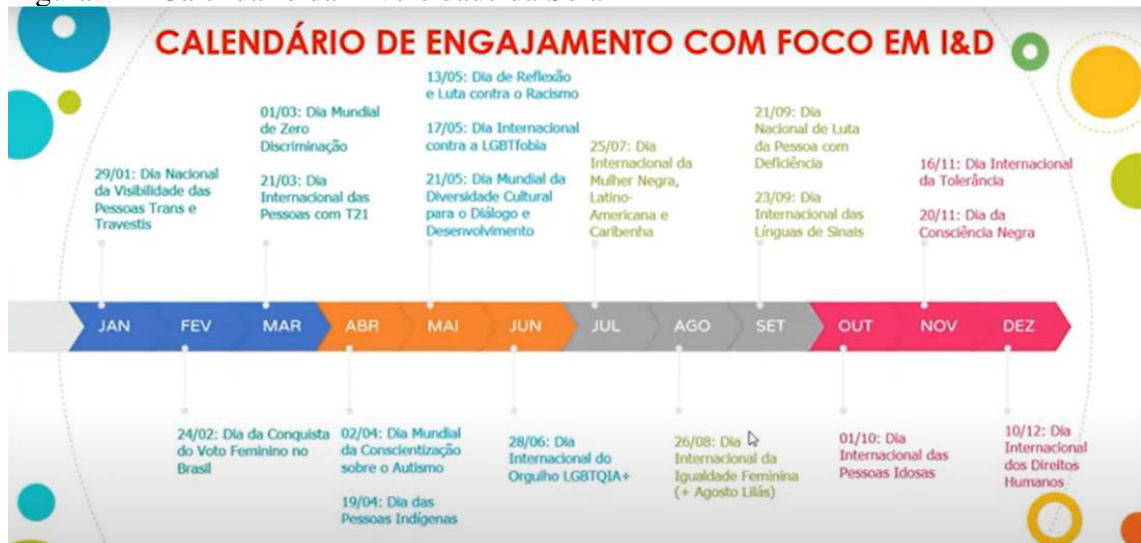 CALENDÁRIO DE ENGAJAMENTO COM FOCO EM I&D
29/01: Dia Nacional
da Visibilidade das
Pessoas Trans e
Travestis
01/03: Dia Mundial
de Zero
Discriminação
21/03: Dia
Internacional das
Pessoas com T21
13/05: Dia de Reflexão
e Luta contra o Racismo
17/05: Dia Internacional
contra a LGBTfobia
21/05: Dia Mundial da
Diversidade Cultural
para o Diálogo e
Desenvolvimento
25/07: Dia
Internacional da
Mulher Negra,
Latino-
Americana e
Caribenha
21/09: Dia
Nacional de Luta
da Pessoa com
Deficiência
23/09: Dia
Internacional das
Línguas de Sinais
16/11: Dia Internacional
da Tolerância
20/11: Dia da
Consciência Negra
JAN FEV MAR ABR MAI JUN JUL AGO SET OUT NOV DEZ
24/02: Dia da Conquista
do Voto Feminino no
Brasil
02/04: Dia Mundial
da Conscientização
sobre o Autismo
19/04: Dia das
Pessoas Indígenas
28/06: Dia
Internacional do
Orgulho LGBTQIA+
26/08: Dia
Internacional da
Igualdade Feminina
(+ Agosto Lilás)
01/10: Dia
Internacional das
Pessoas Idosas
10/12: Dia
Internacional
dos Direitos
Humanos